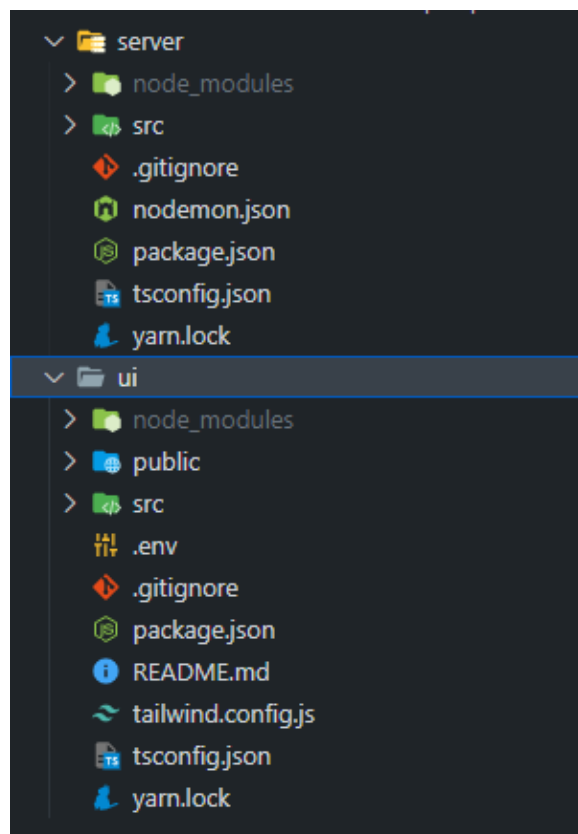 server
node_modules
src
.gitignore
nodemon.json
package.json
tsconfig.json
yarn.lock
ui
node_modules
public
src
.env
.gitignore
package.json
README.md
tailwind.config.js
tsconfig.json
yarn.lock